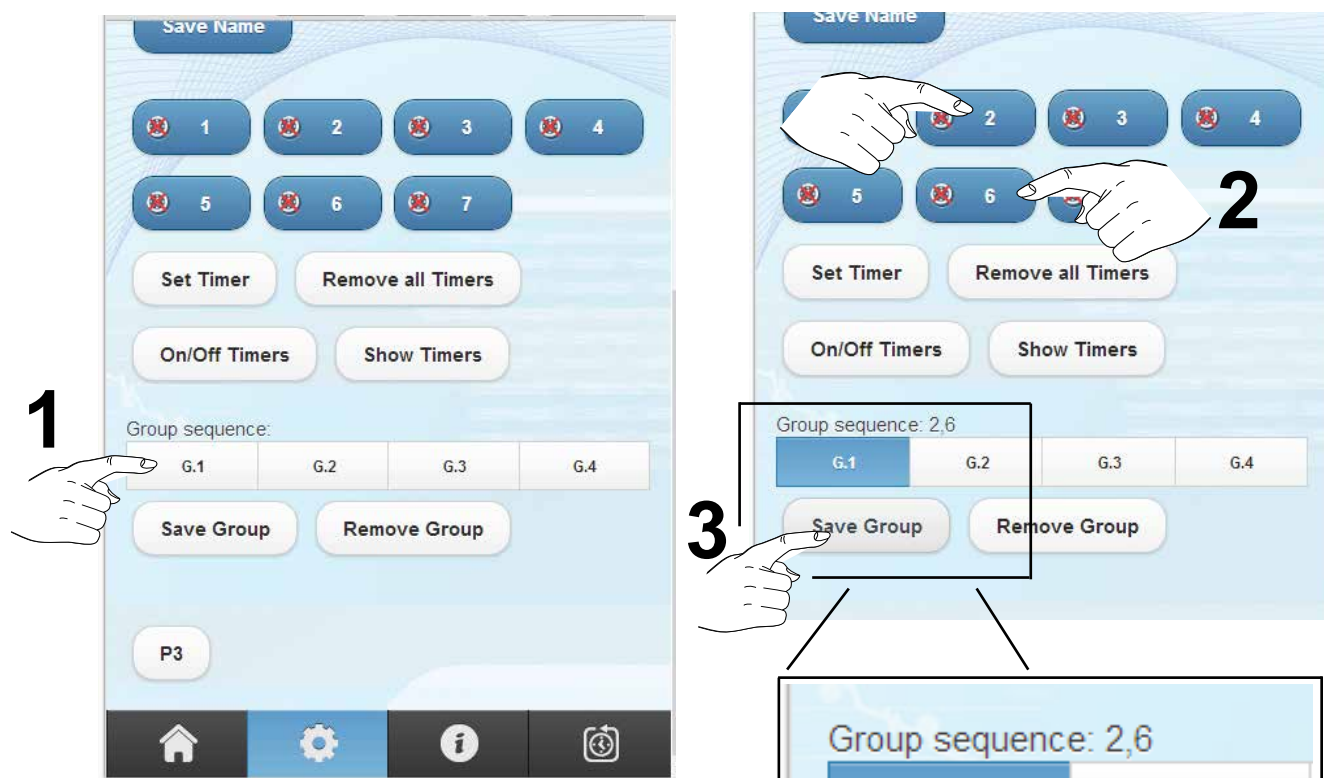 Save Name
1 2 3 4
5 6 7
Set Timer Remove all Timers
On/Off Timers Show Timers
1
Group sequence:
G.1 G.2 G.3 G.4
Save Group Remove Group
P3
i
Save Name
2 3 4
5 6
2
Set Timer Remove all Timers
On/Off Timers Show Timers
Group sequence: 2,6
G.1 G.2 G.3 G.4
3
Save Group Remove Group
Group sequence: 2,6